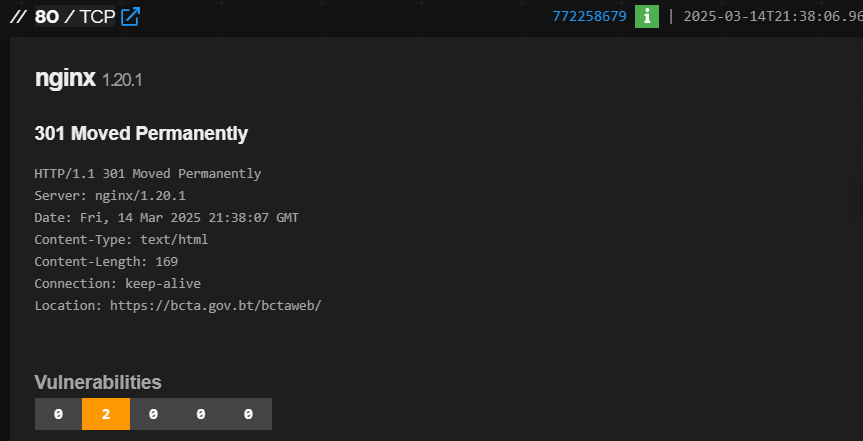 // 80 / TCP
772258679 | 2025-03-14T21:38:06.96
nginx 1.20.1
301 Moved Permanently
HTTP/1.1 301 Moved Permanently
Server: nginx/1.20.1
Date: Fri, 14 Mar 2025 21:38:07 GMT
Content-Type: text/html
Content-Length: 169
Connection: keep-alive
Location: https://bcta.gov.bt/bctaweb/
Vulnerabilities
0 2 0 0 0